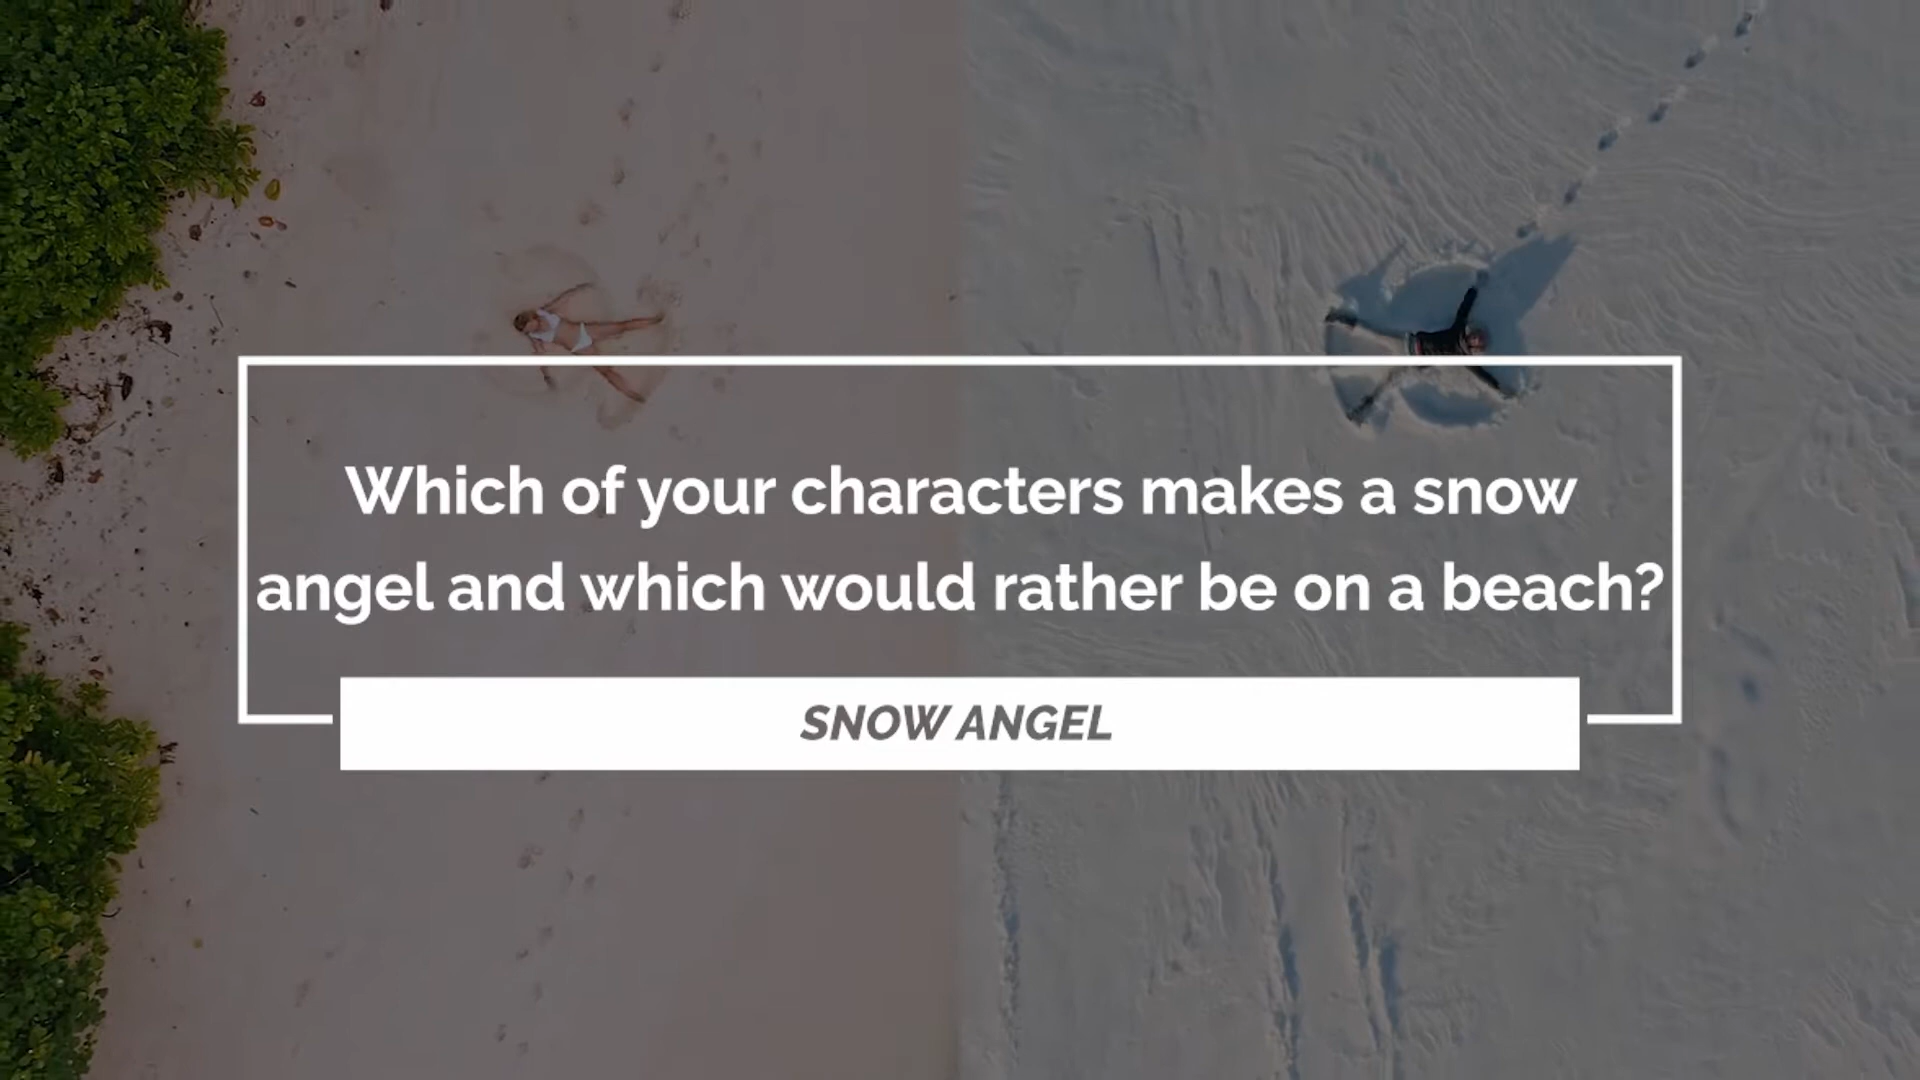 Which of your characters makes a snow
angel and which would rather be on a beach?
SNOW ANGEL